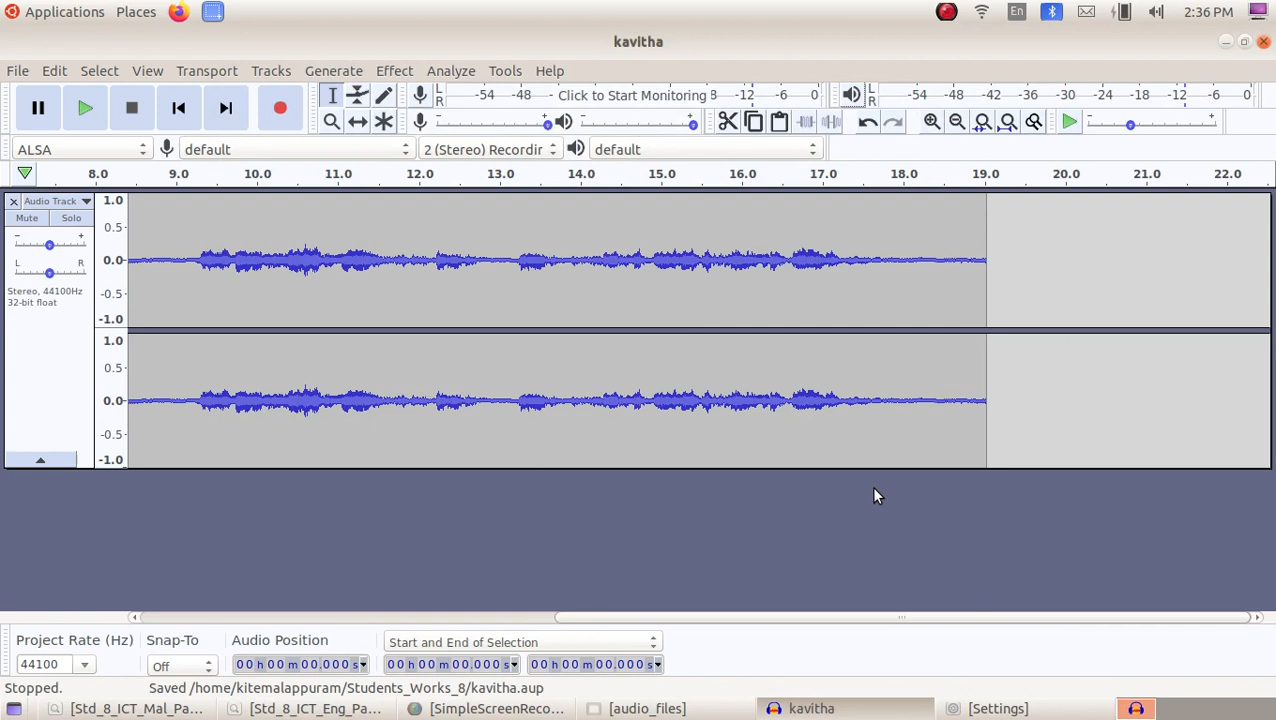 Applications Places En 2:36 PM
kavitha
File Edit Select View Transport Tracks Generate Effect Analyze Tools Help
L R -54 -48 - Click to Start Monitoring 8 -12 -6 0 L R -54 -48 -42 -36 -30 -24 -18 -12 -6 0
ALSA default 2 (Stereo) Recordir default
8.0 9.0 10.0 11.0 12.0 13.0 14.0 15.0 16.0 17.0 18.0 19.0 20.0 21.0 22.0
Audio Track
Mute Solo
- +
L R
Stereo, 44100Hz
32-bit float
1.0
0.5
0.0
-0.5
-1.0
1.0
0.5
0.0
-0.5
-1.0
Project Rate (Hz) Snap-To Audio Position Start and End of Selection
44100 Off 00 h 00 m 00.000 s 00 h 00 m 00.000 s 00 h 00 m 00.000 s
Stopped. Saved /home/kitemalappuram/Students_Works_8/kavitha.aup
[Std_8_ICT_Mal_Pa... [Std_8_ICT_Eng_Pa... [SimpleScreenReco... [audio_files] kavitha [Settings]